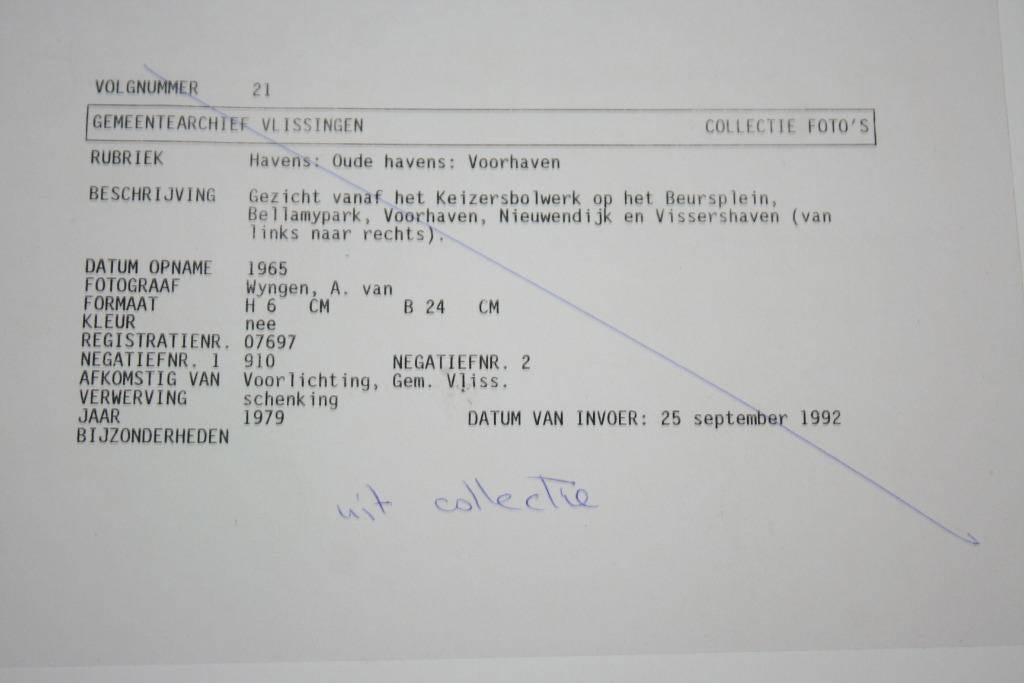 VOLGNUMMER 21
GEMEENTEARCHIEF VLISSINGEN COLLECTIE FOTO'S
RUBRIEK Havens: Oude havens: Voorhaven
BESCHRIJVING Gezicht vanaf het Keizersbolwerk op het Beursplein,
Bellamypark, Voorhaven, Nieuwendijk en Vissershaven (van
links naar rechts).
DATUM OPNAME 1965
FOTOGRAAF Wyngen, A. van
FORMAAT H 6 CM B 24 CM
KLEUR nee
REGISTRATIENR. 07697
NEGATIEFNR. 1 910 NEGATIEFNR. 2
AFKOMSTIG VAN Voorlichting, Gem. Vliss.
VERWERVING schenking
JAAR 1979 DATUM VAN INVOER: 25 september 1992
BIJZONDERHEDEN
uit collectie